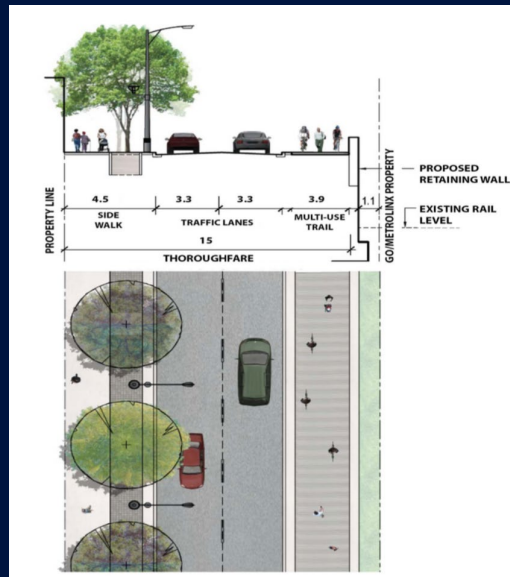 PROPERTY LINE
4.5
3.3
3.3
3.9
1.1
SIDE
WALK
TRAFFIC LANES
MULTI-USE
TRAIL
15
THOROUGHFARE
GO/METROLINX PROPERTY
PROPOSED
RETAINING WALL
EXISTING RAIL
LEVEL